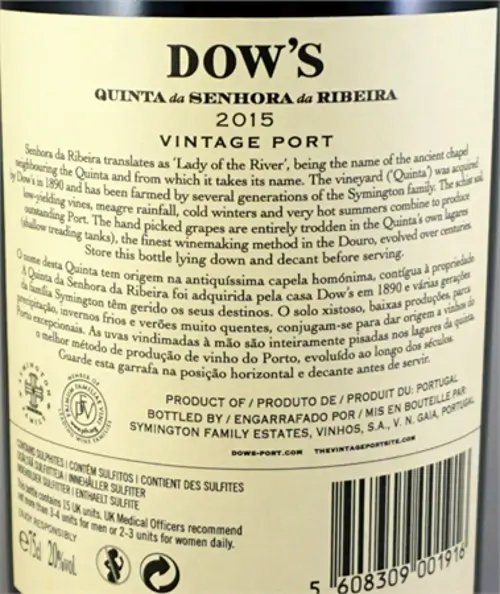 DOW'S
QUINTA da SENHORA da RIBEIRA
2015
VINTAGE PORT
Senhora da Ribeira translates as 'Lady of the River', being the name of the ancient chapel
neighbouring the Quinta and from which it takes its name. The vineyard ('Quinta') was acquired
by Dow's in 1890 and has been farmed by several generations of the Symington family. The schist soil,
low-yielding vines, meagre rainfall, cold winters and very hot summers combine to produce
outstanding Port. The hand picked grapes are entirely trodden in the Quinta's own lagares
(shallow treading tanks), the finest winemaking method in the Douro, evolved over centuries.
Store this bottle lying down and decant before serving.
O nome desta Quinta tem origem na antiquíssima capela homónima, contígua à propriedade.
A Quinta da Senhora da Ribeira foi adquirida pela casa Dow's em 1890 e várias gerações
da família Symington têm gerido os seus destinos. O solo xistoso, baixas produções, parca
precipitação, invernos frios e verões muito quentes, conjugam-se para dar origem a vinhos do
Porto excepcionais. As uvas vindimadas à mão são inteiramente pisadas nos lagares da quinta,
o melhor método de produção de vinho do Porto, evoluído ao longo dos séculos.
Guarde esta garrafa na posição horizontal e decante antes de servir.
PRODUCT OF / PRODUTO DE / PRODUIT DU: PORTUGAL
BOTTLED BY / ENGARRAFADO POR / MIS EN BOUTEILLE PAR:
SYMINGTON FAMILY ESTATES, VINHOS, S.A., V. N. GAIA, PORTUGAL
DOWS-PORT.COM THEVINTAGEPORTSITE.COM
SYMINGTON'S
PFV
CONTAINS SULPHITES / CONTÉM SULFITOS / CONTIENT DES SULFITES
SULFITTEJA / INNEHÅLLER SULFITER
SULFITTER / ENTHAELT SULFITE
This bottle contains 15 UK units. UK Medical Officers recommend
not more than 3-4 units for men or 2-3 units for women daily.
ENJOY RESPONSIBLY
e 75cl 20%vol.
5 608309 001916